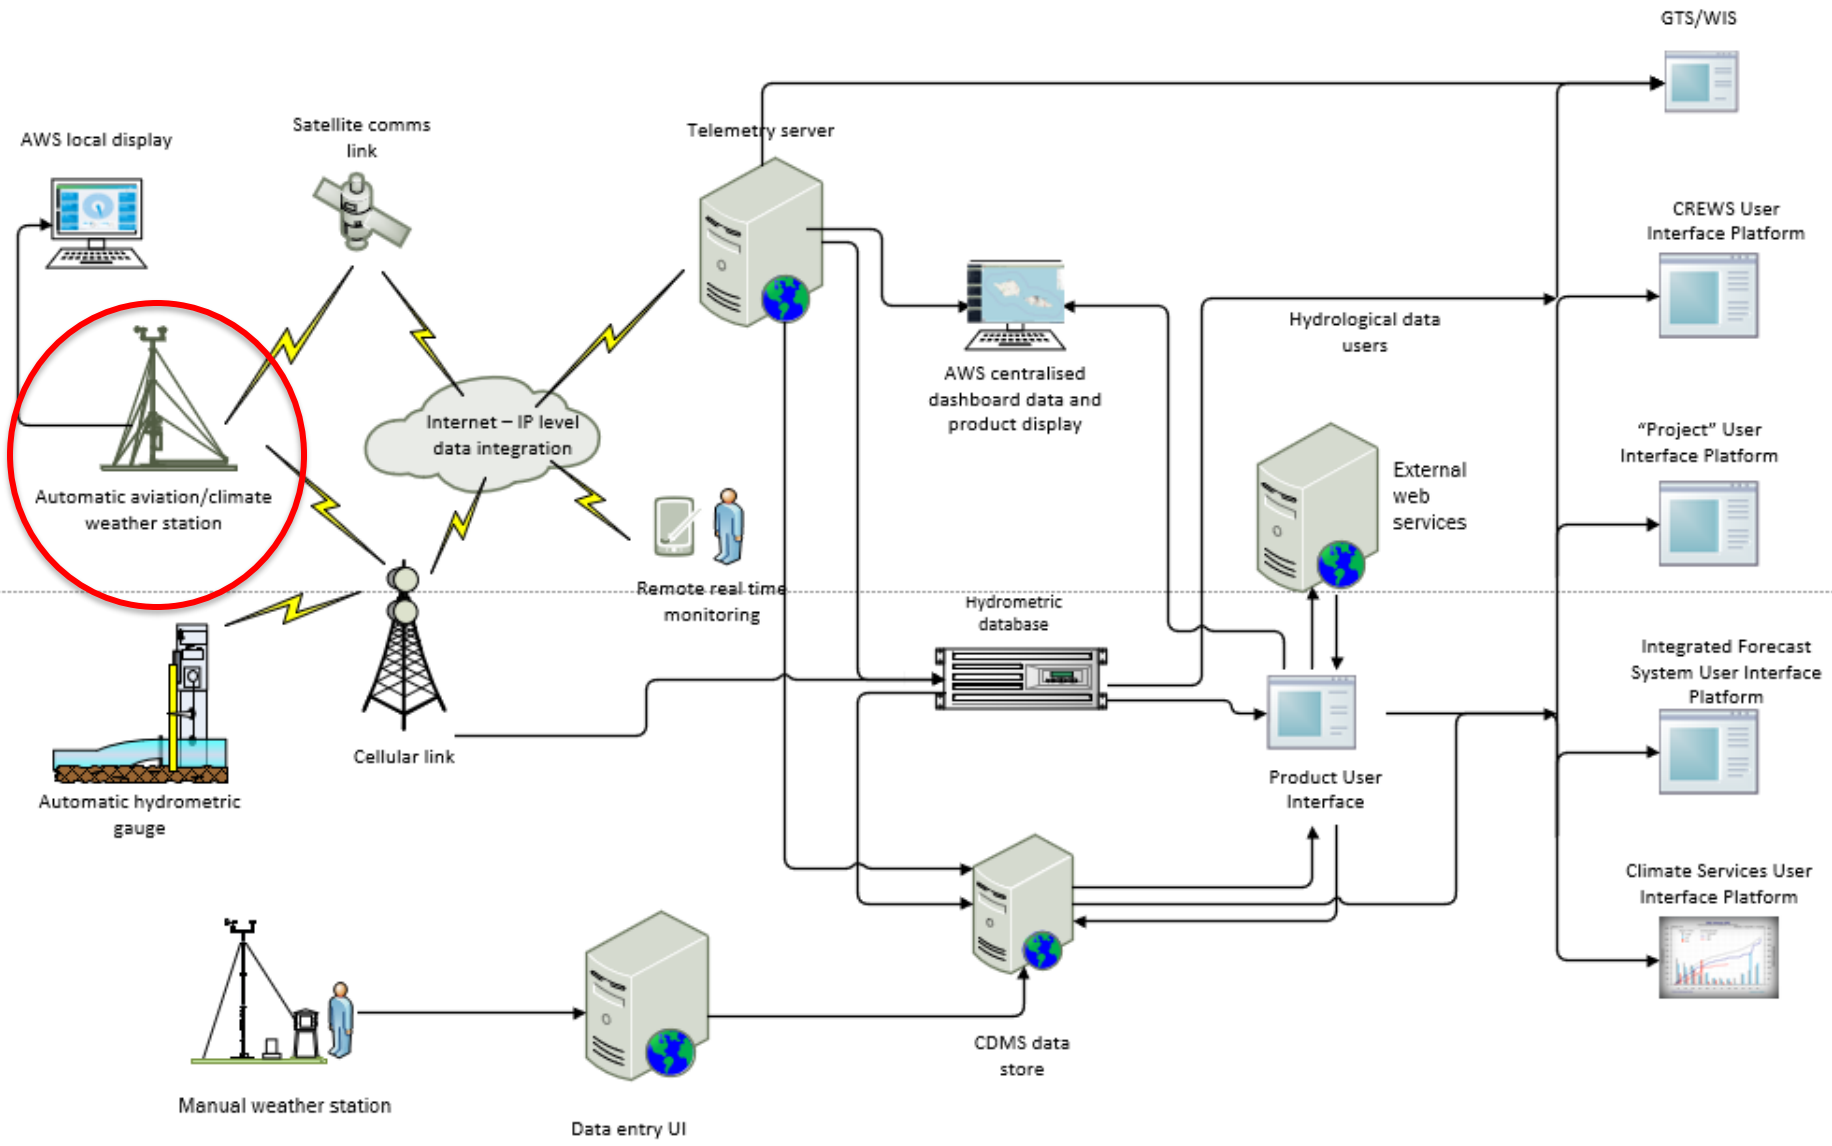 GTS/WIS
Satellite comms
link
Telemetry server
AWS local display
CREWS User
Interface Platform
Hydrological data
users
AWS centralised
dashboard data and
product display
Internet – IP level
data integration
“Project” User
Interface Platform
External
web
services
Automatic aviation/climate
weather station
Remote real time
monitoring
Hydrometric
database
Integrated Forecast
System User Interface
Platform
Cellular link
Product User
Interface
Automatic hydrometric
gauge
Climate Services User
Interface Platform
CDMS data
store
Manual weather station
Data entry UI